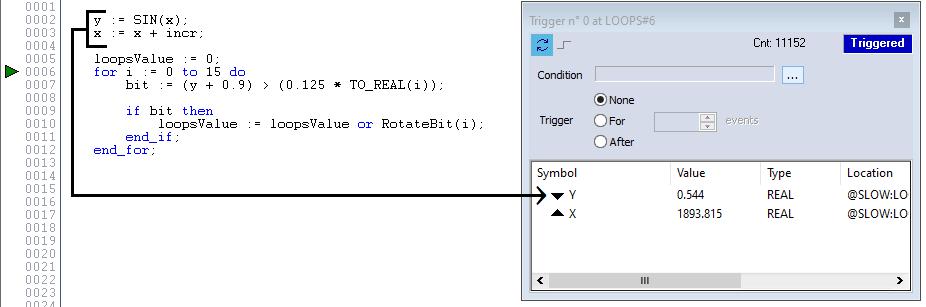 0001
0002 y := SIN(x);
0003 x := x + incr;
0004
0005 loopsValue := 0;
0006 for i := 0 to 15 do
0007 bit := (y + 0.9) > (0.125 * TO_REAL(i));
0008
0009 if bit then
0010 loopsValue := loopsValue or RotateBit(i);
0011 end_if;
0012 end_for;
0013
0014
0015
0016
0017
0018
0019
0020
0021
0022
0023
0024
Trigger n° 0 at LOOPS#6
Cnt: 11152 Triggered
Condition ...
None
Trigger For events
After
Symbol Value Type Location
Y 0.544 REAL @SLOW:LO
X 1893.815 REAL @SLOW:LO